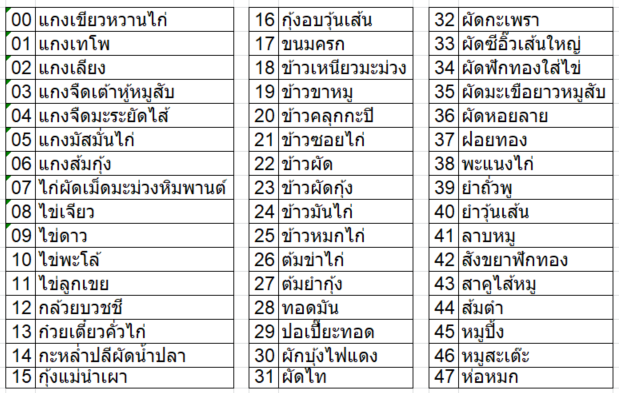 00 แกงเขียวหวานไก่
01 แกงเทโพ
02 แกงเลียง
03 แกงจืดเต้าหู้หมูสับ
04 แกงจืดมะระยัดไส้
05 แกงมัสมั่นไก่
06 แกงส้มกุ้ง
07 ไก่ผัดเม็ดมะม่วงหิมพานต์
08 ไข่เจียว
09 ไข่ดาว
10 ไข่พะโล้
11 ไข่ลูกเขย
12 กล้วยบวชชี
13 ก๋วยเตี๋ยวคั่วไก่
14 กะหล่ำปลีผัดน้ำปลา
15 กุ้งแม่น้ำเผา
16 กุ้งอบวุ้นเส้น
17 ขนมครก
18 ข้าวเหนียวมะม่วง
19 ข้าวขาหมู
20 ข้าวคลุกกะปิ
21 ข้าวซอยไก่
22 ข้าวผัด
23 ข้าวผัดกุ้ง
24 ข้าวมันไก่
25 ข้าวหมกไก่
26 ต้มข่าไก่
27 ต้มยำกุ้ง
28 ทอดมัน
29 ปอเปี๊ยะทอด
30 ผักบุ้งไฟแดง
31 ผัดไท
32 ผัดกะเพรา
33 ผัดซีอิ๊วเส้นใหญ่
34 ผัดฟักทองใส่ไข่
35 ผัดมะเขือยาวหมูสับ
36 ผัดหอยลาย
37 ฝอยทอง
38 พะแนงไก่
39 ยำถั่วพู
40 ยำวุ้นเส้น
41 ลาบหมู
42 สังขยาฟักทอง
43 สาคูไส้หมู
44 ส้มตำ
45 หมูปิ้ง
46 หมูสะเต๊ะ
47 ห่อหมก